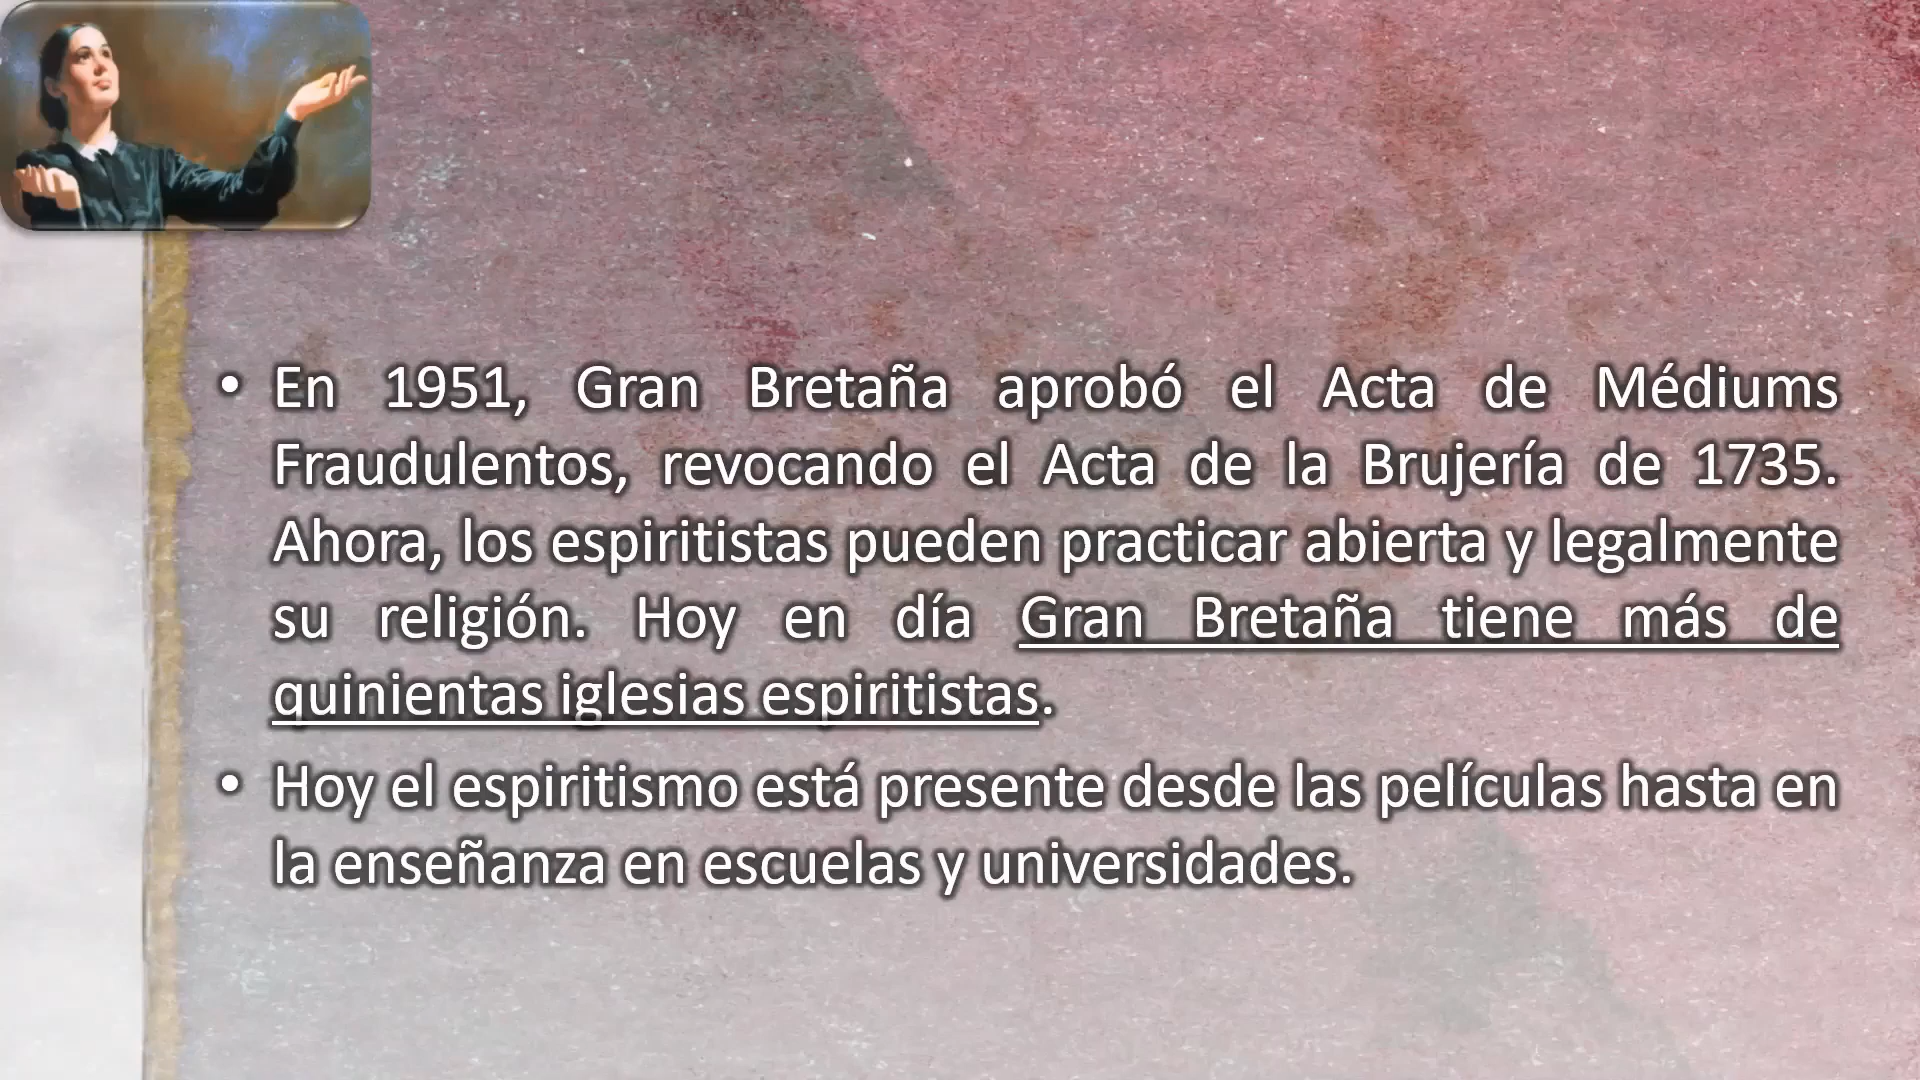 • En 1951, Gran Bretaña aprobó el Acta de Médiums
Fraudulentos, revocando el Acta de la Brujería de 1735.
Ahora, los espiritistas pueden practicar abierta y legalmente
su religión. Hoy en día Gran Bretaña tiene más de
quinientas iglesias espiritistas.
• Hoy el espiritismo está presente desde las películas hasta en
la enseñanza en escuelas y universidades.